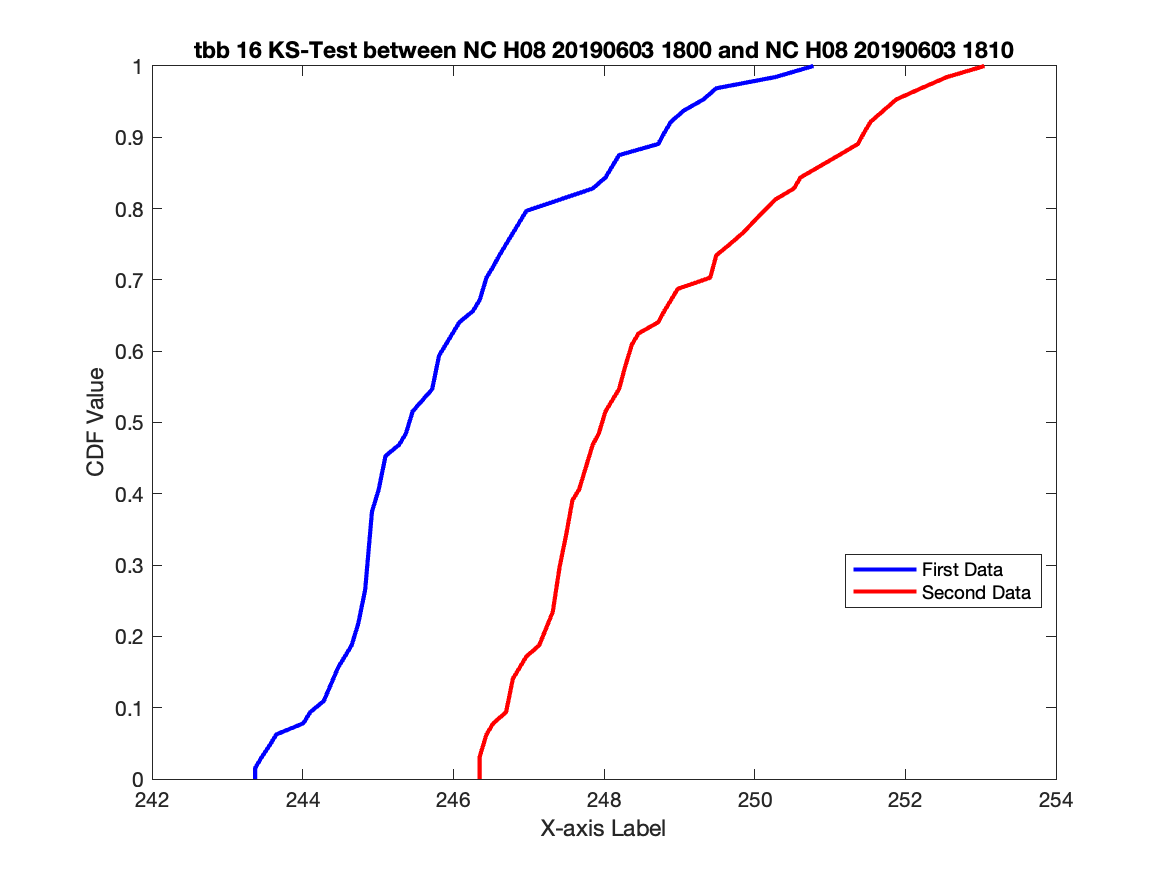 tbb 16 KS-Test between NC H08 20190603 1800 and NC H08 20190603 1810
1
0.9
0.8
0.7
0.6
0.5
0.4
0.3
0.2
0.1
0
CDF Value
First Data
Second Data
242 244 246 248 250 252 254
X-axis Label